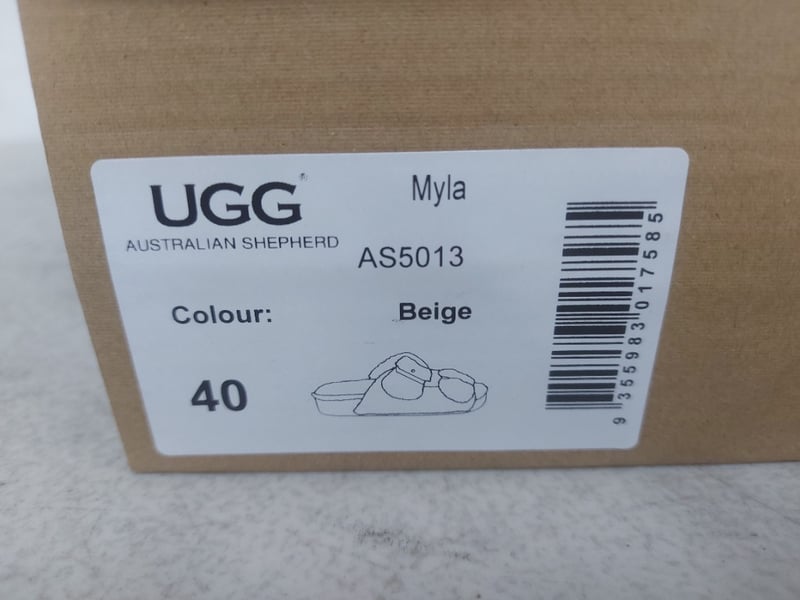 UGG®
AUSTRALIAN SHEPHERD
Myla
AS5013
Colour: Beige
40
9 355983 017585